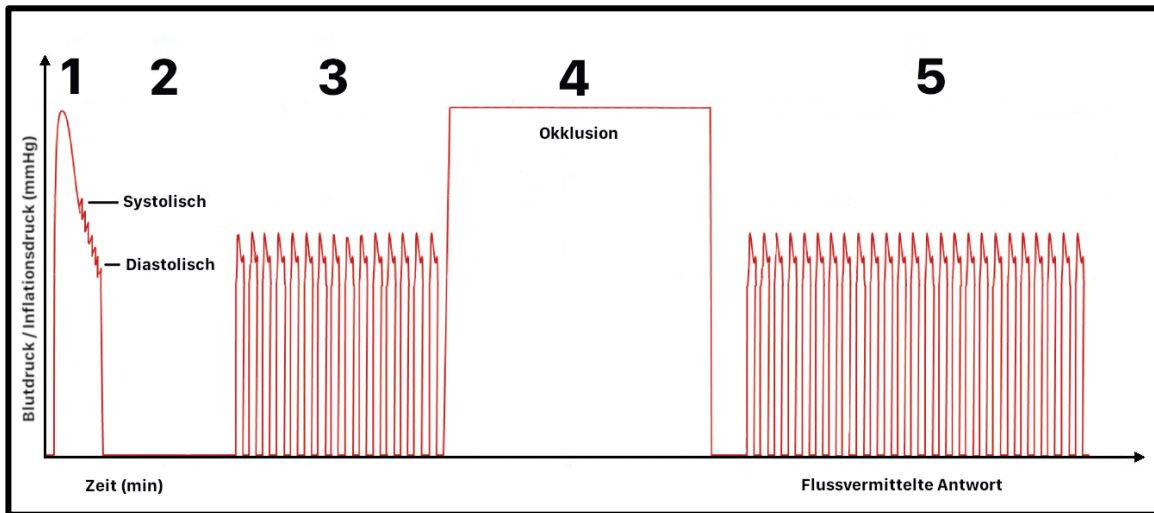 1
2
3
4
5
Okklusion
Systolisch
Diastolisch
Blutdruck / Inflationsdruck (mmHg)
Zeit (min)
Flussvermittelte Antwort